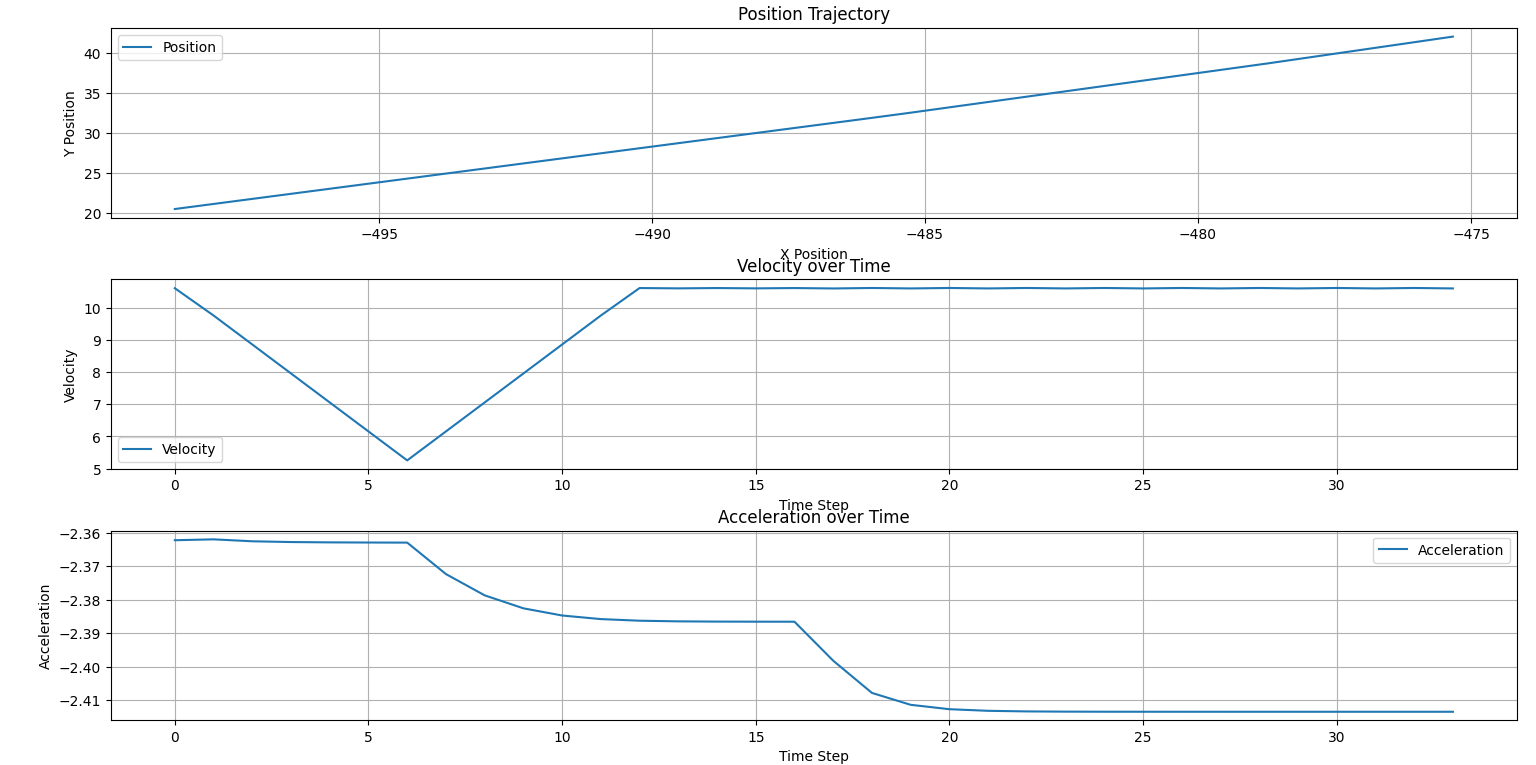 Position Trajectory
Position
Y Position
40
35
30
25
20
−495 −490 −485 −480 −475
X Position
Velocity over Time
Velocity
10
9
8
7
6
5
Velocity
0 5 10 15 20 25 30
Time Step
Acceleration over Time
Acceleration
Acceleration
−2.36
−2.37
−2.38
−2.39
−2.40
−2.41
0 5 10 15 20 25 30
Time Step